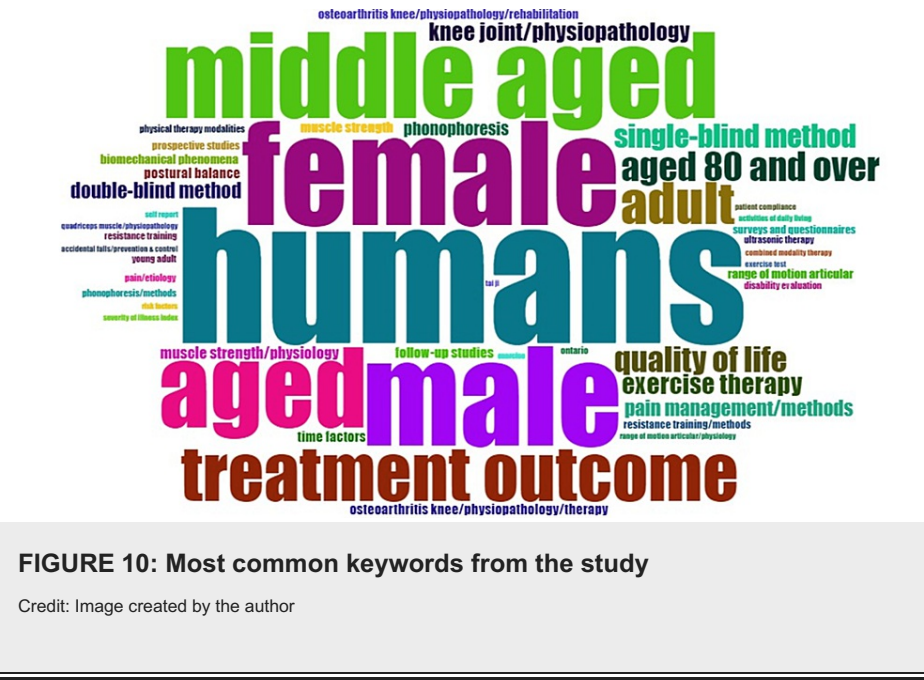 osteoarthritis knee/physiopathology/rehabilitation
knee joint/physiopathology
middle aged
physical therapy modalities
muscle strength
phonophoresis
prospective studies
biomechanical phenomena
postural balance
double-blind method
female
single-blind method
aged 80 and over
adult
patient compliance
activities of daily living
self report
quadriceps muscle/physiopathology
resistance training
accidental falls/prevention & control
young adult
pain/etiology
phonophoresis/methods
risk factors
severity of illness index
humans
tai ji
surveys and questionnaires
ultrasonic therapy
combined modality therapy
exercise test
range of motion articular
disability evaluation
muscle strength/physiology
follow-up studies
ontario
aged
male
quality of life
exercise therapy
pain management/methods
resistance training/methods
range of motion articular/physiology
time factors
treatment outcome
osteoarthritis knee/physiopathology/therapy
FIGURE 10: Most common keywords from the study
Credit: Image created by the author